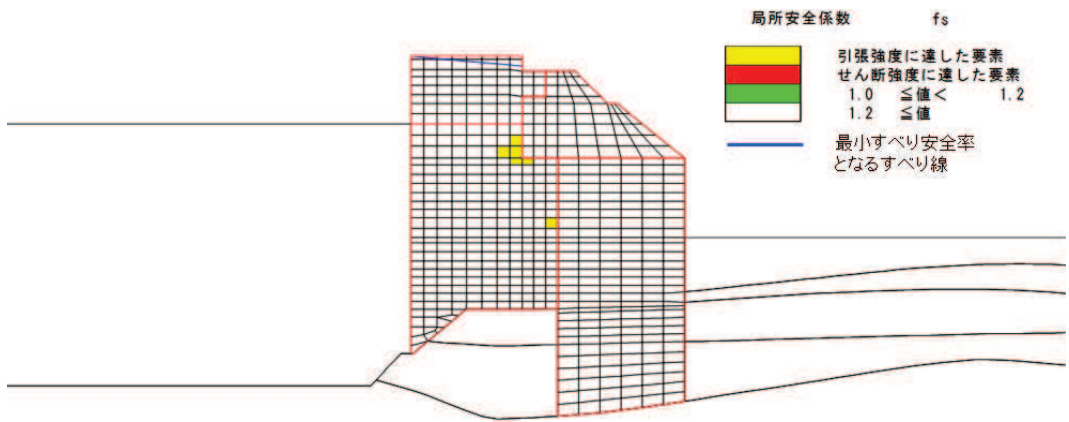 局所安全係数 fs
引張強度に達した要素
せん断強度に達した要素
1.0 ≦値< 1.2
1.2 ≦値
最小すべり安全率
となるすべり線